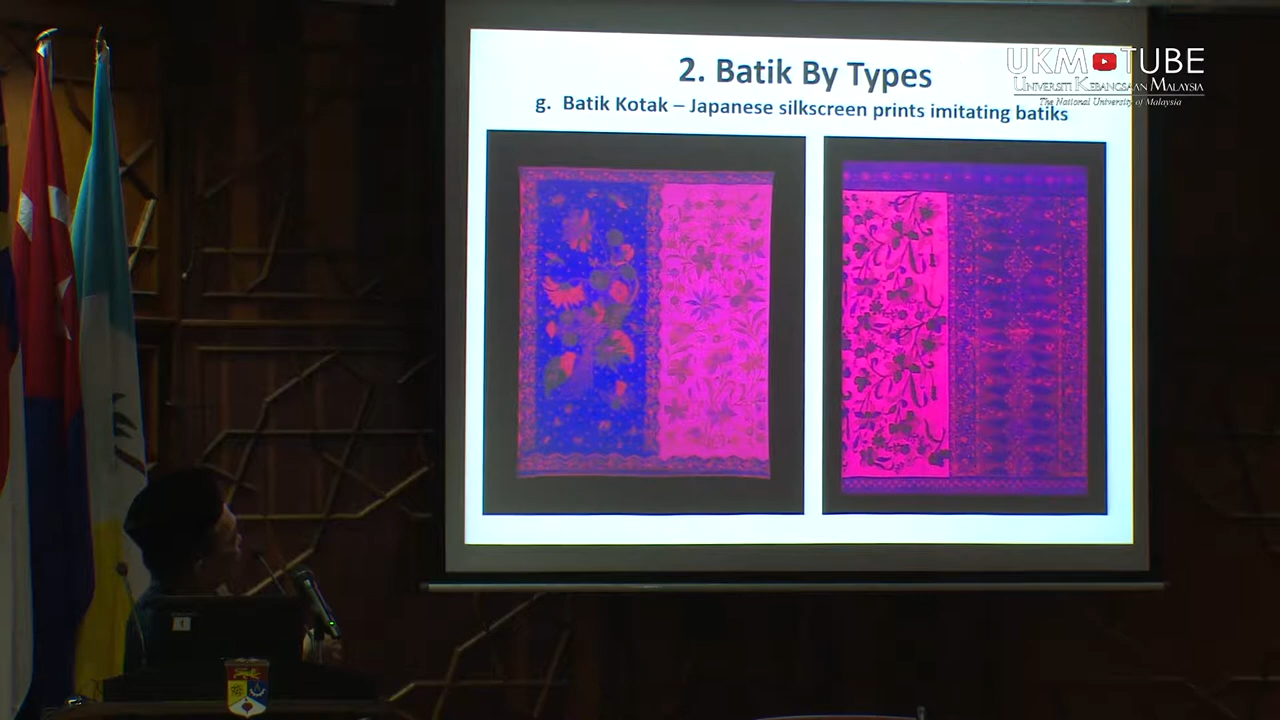 2. Batik By Types
g. Batik Kotak – Japanese silkscreen prints imitating batiks
UKM TUBE
UNIVERSITI KEBANGSAAN MALAYSIA
The National University of Malaysia
1